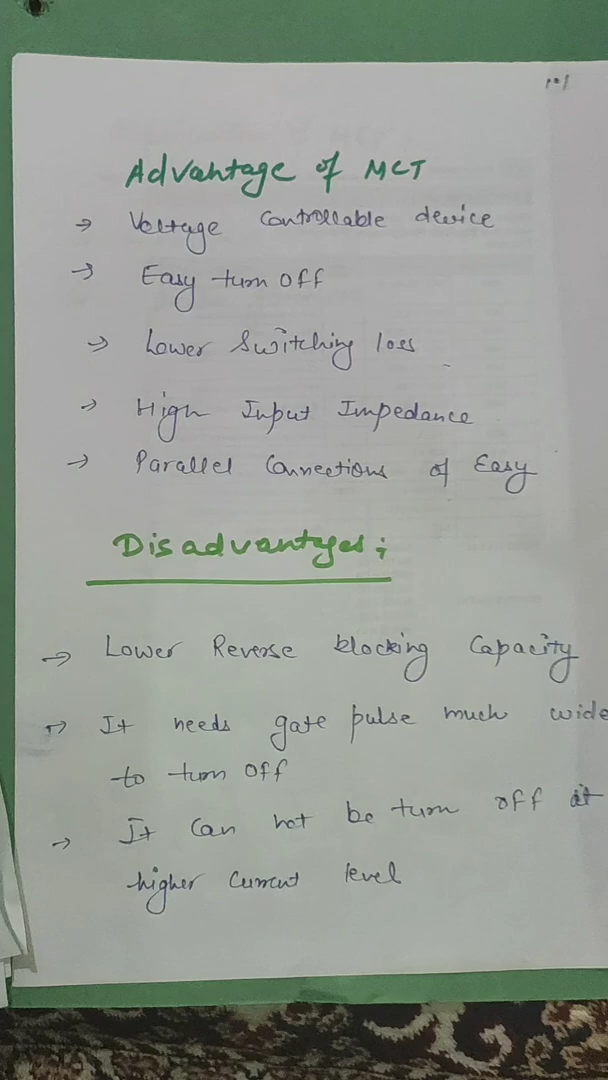 101
Advantage of MCT
→ Voltage Controllable device
→ Easy turn off
→ Lower Switching loss
→ High Input Impedance
→ Parallel Connections of Easy
Disadvantages;
→ Lower Reverse blocking Capacity
→ It needs gate pulse much wide
to turn off
→ It Can not be turn off at
higher Current level